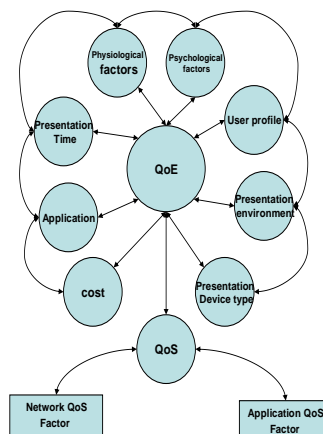 Physiological
factors
Psychological
factors
Presentation
Time
User profile
QoE
Application
Presentation
environment
cost
Presentation
Device type
QoS
Network QoS
Factor
Application QoS
Factor